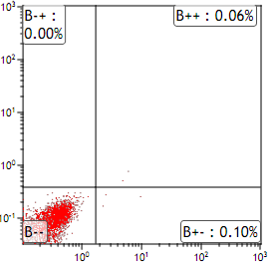 10³
B-+ :
0.00%
B++ : 0.06%
10²
10¹
10⁰
10⁻¹
B--
B+- : 0.10%
10⁰
10¹
10²
10³